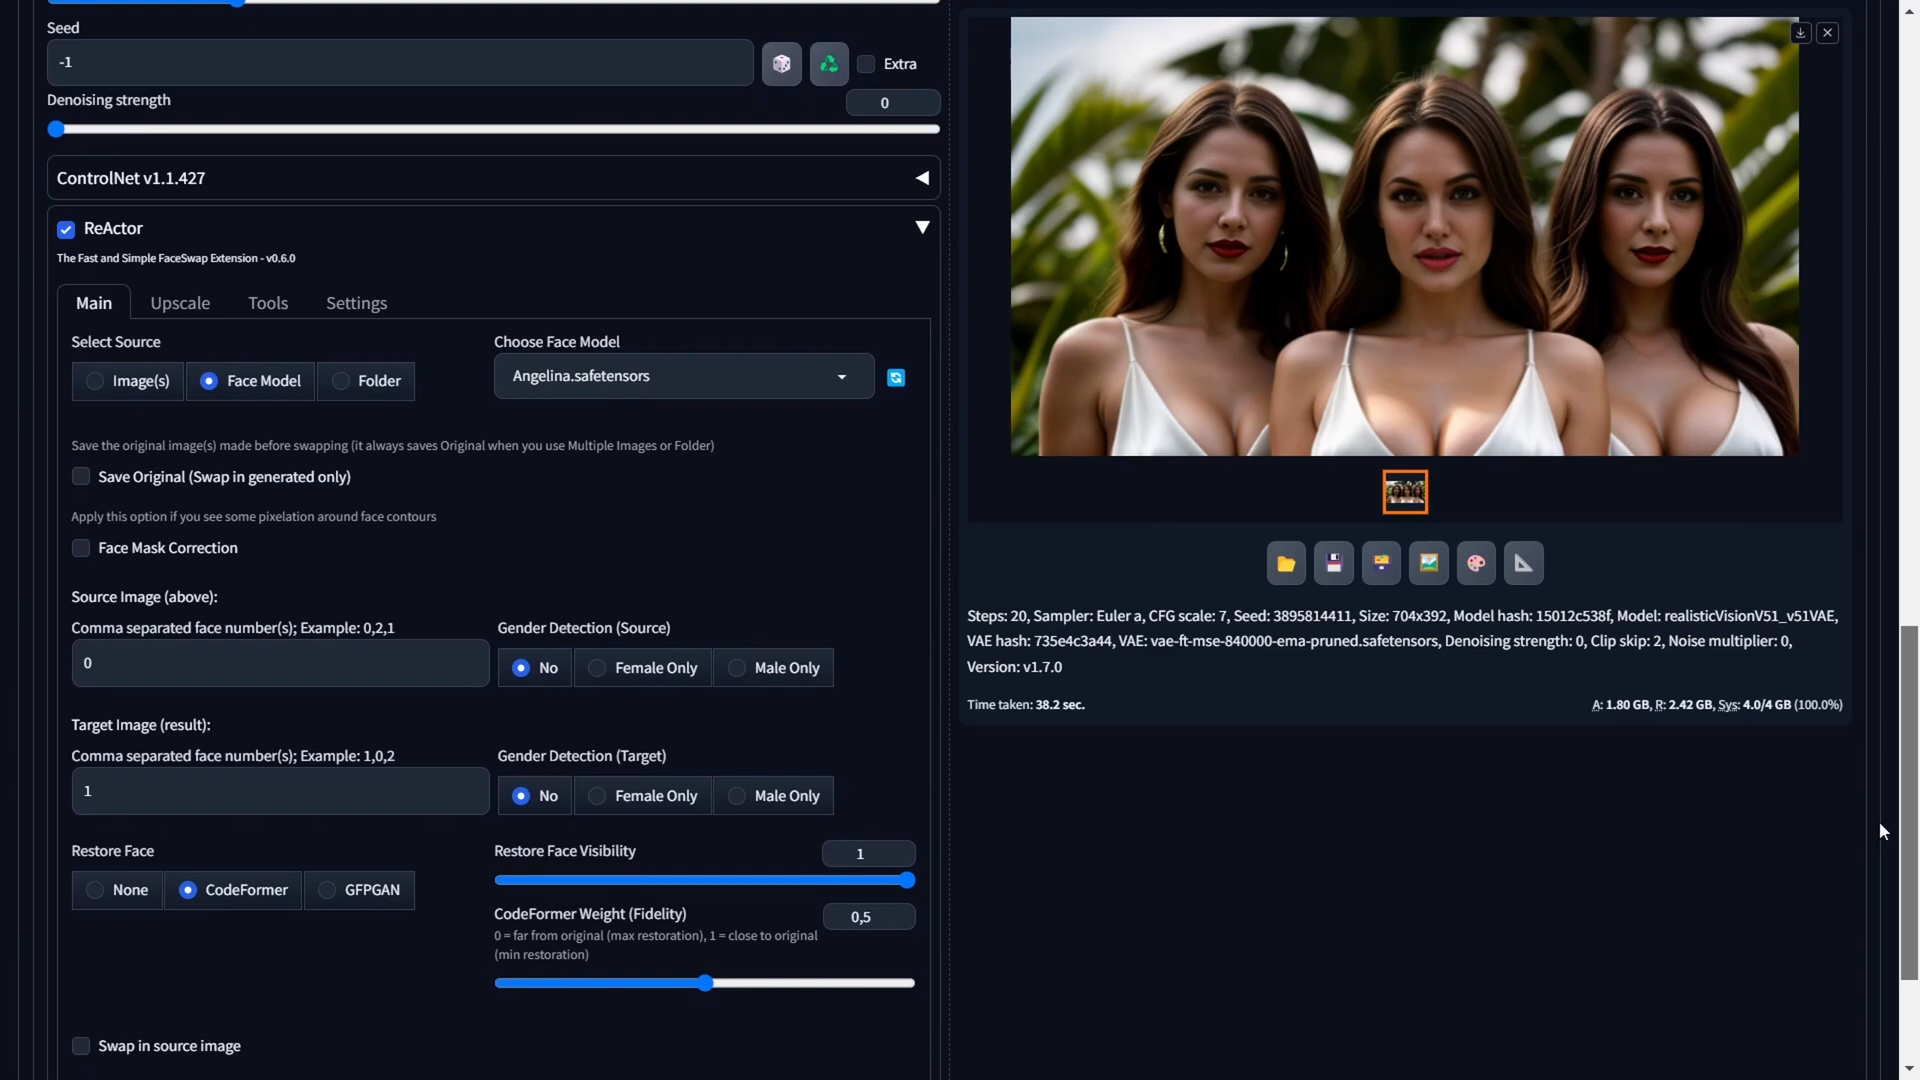 Seed
-1
Extra
Denoising strength
0
ControlNet v1.1.427
ReActor
The Fast and Simple FaceSwap Extension - v0.6.0
Main Upscale Tools Settings
Select Source
Choose Face Model
Image(s) Face Model Folder
Angelina.safetensors
Save the original image(s) made before swapping (it always saves Original when you use Multiple Images or Folder)
Save Original (Swap in generated only)
Apply this option if you see some pixelation around face contours
Face Mask Correction
Source Image (above):
Comma separated face number(s); Example: 0,2,1
Gender Detection (Source)
0
No Female Only Male Only
Target Image (result):
Comma separated face number(s); Example: 1,0,2
Gender Detection (Target)
1
No Female Only Male Only
Restore Face
Restore Face Visibility
1
None CodeFormer GFPGAN
CodeFormer Weight (Fidelity)
0,5
0 = far from original (max restoration), 1 = close to original
(min restoration)
Swap in source image
Steps: 20, Sampler: Euler a, CFG scale: 7, Seed: 3895814411, Size: 704x392, Model hash: 15012c538f, Model: realisticVisionV51_v51VAE,
VAE hash: 735e4c3a44, VAE: vae-ft-mse-840000-ema-pruned.safetensors, Denoising strength: 0, Clip skip: 2, Noise multiplier: 0,
Version: v1.7.0
Time taken: 38.2 sec.
A: 1.80 GB, R: 2.42 GB, Sys: 4.0/4 GB (100.0%)